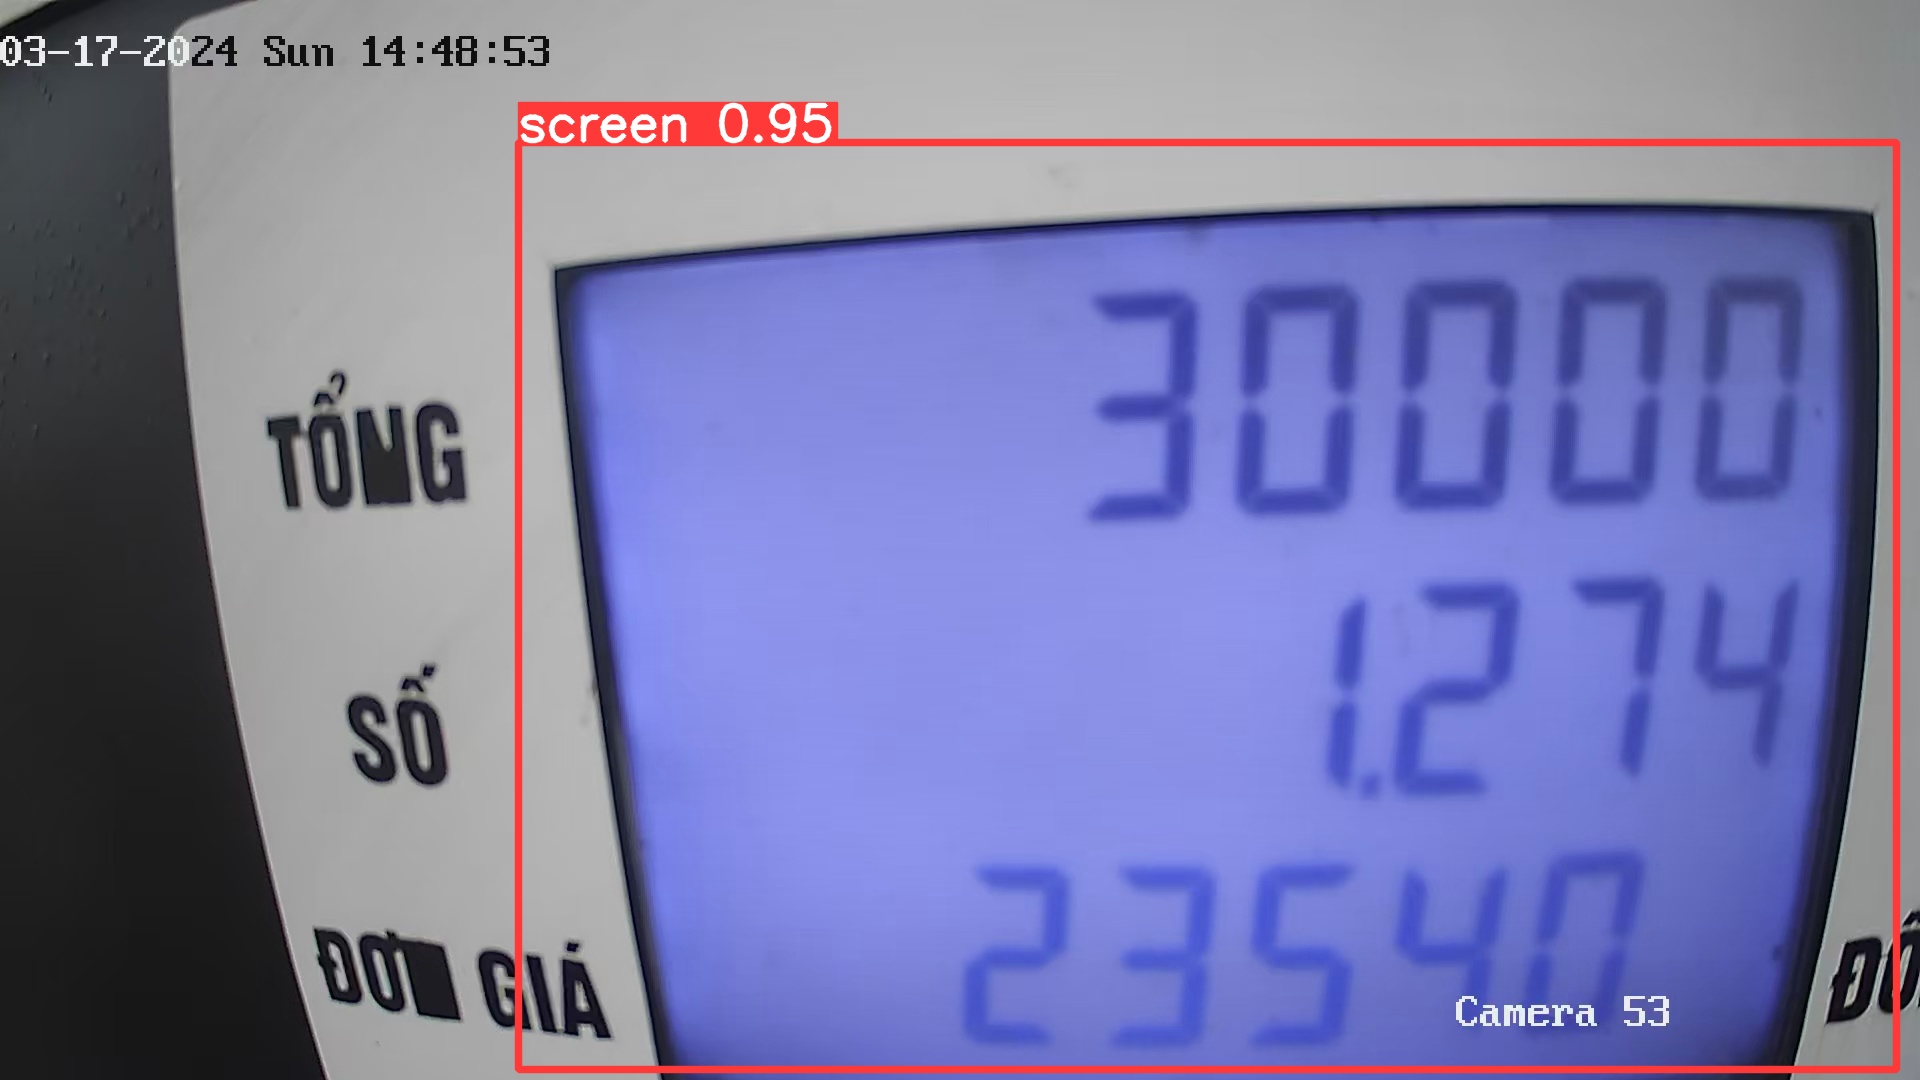 03-17-2024 Sun 14:48:53
screen 0.95
TỔNG 30000
SỐ 1.274
ĐƠN GIÁ 23540
Camera 53